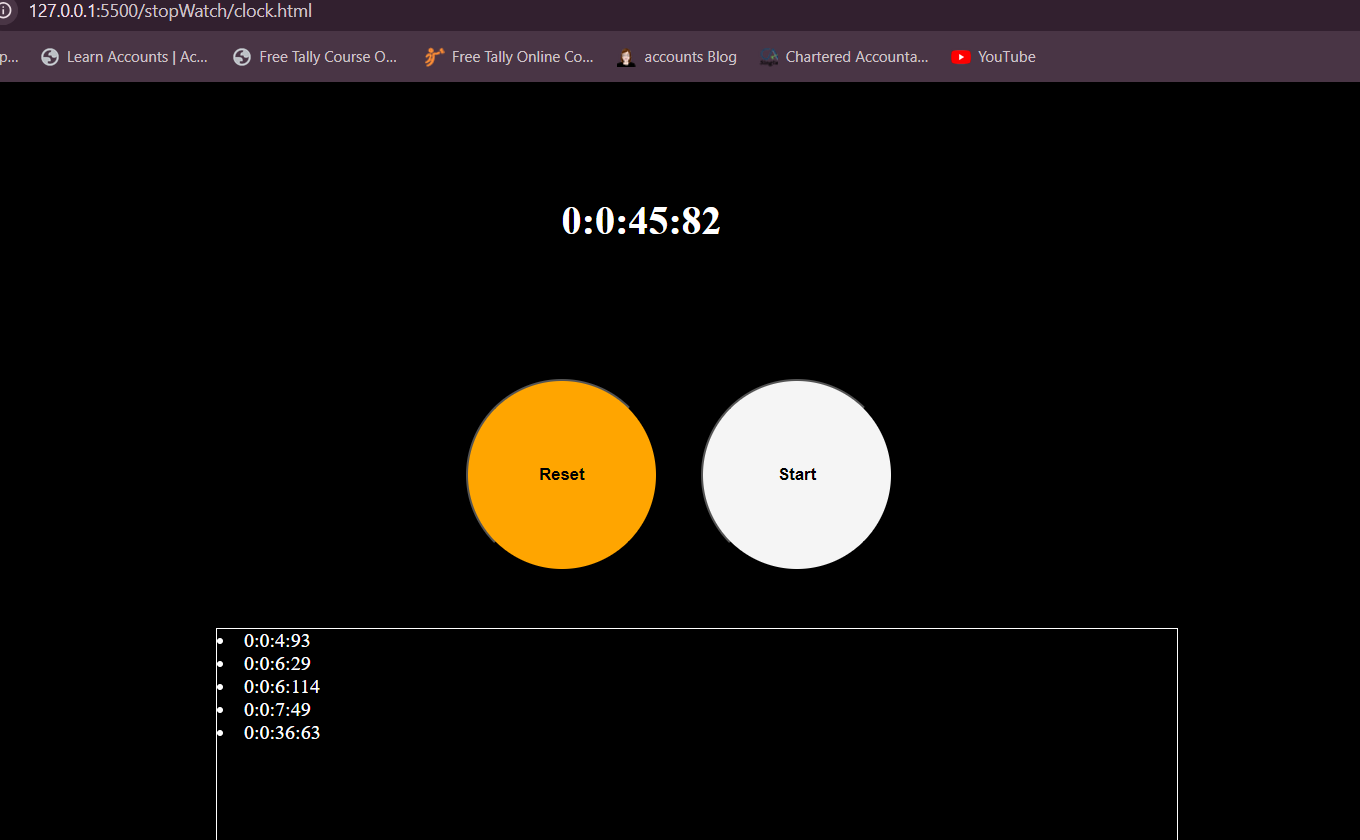 127.0.0.1:5500/stopWatch/clock.html
p... Learn Accounts | Ac... Free Tally Course O... Free Tally Online Co... accounts Blog Chartered Accounta... YouTube
0:0:45:82
Reset Start
0:0:4:93
0:0:6:29
0:0:6:114
0:0:7:49
0:0:36:63